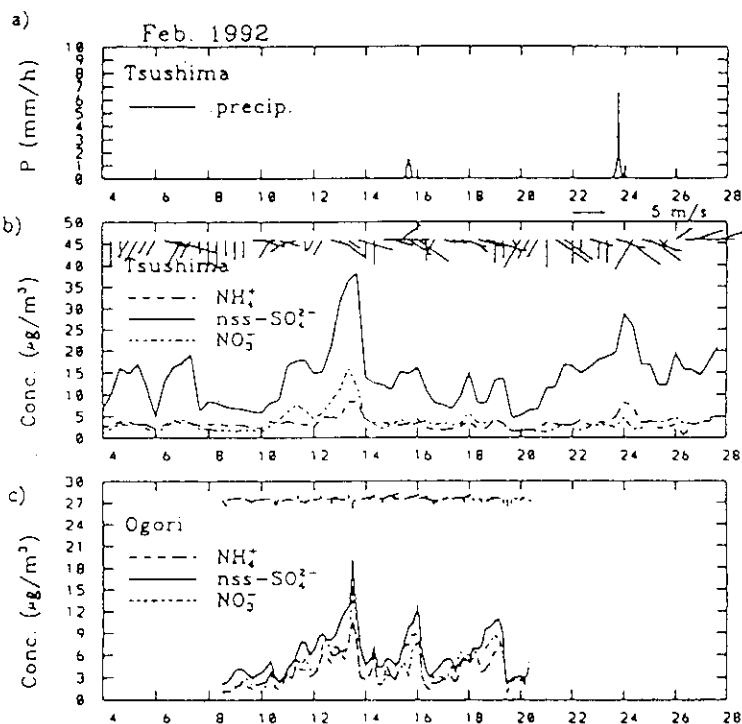 a)
Feb. 1992
P (mm/h)
10
9
8
7
6
5
4
3
2
1
0
Tsushima
precip.
4 6 8 10 12 14 16 18 20 22 24 26 28
5 m/s
b)
Conc. (μg/m³)
50
45
40
35
30
25
20
15
10
5
0
Tsushima
NH₄⁺
nss-SO₄²⁻
NO₃⁻
4 6 8 10 12 14 16 18 20 22 24 26 28
c)
Conc. (μg/m³)
30
27
24
21
18
15
12
9
6
3
0
Ogori
NH₄⁺
nss-SO₄²⁻
NO₃⁻
4 6 8 10 12 14 16 18 20 22 24 26 28